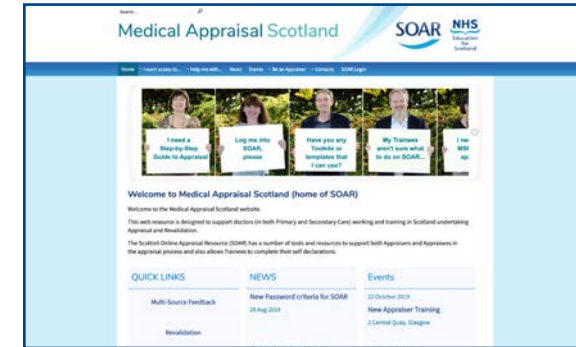 Search...
Medical Appraisal Scotland
SOAR
NHS
Education
for
Scotland
Home I want access to... Help me with... News Events Be an Appraiser Contacts SOAR Login
I need a
Step-by-Step
Guide to Appraisal
Log me into
SOAR,
please
Have you any
Toolkits or
templates that
I can use?
My Trainees
aren't sure what
to do on SOAR...
Welcome to Medical Appraisal Scotland (home of SOAR)
Welcome to the Medical Appraisal Scotland website.
This web resource is designed to support doctors (in both Primary and Secondary Care) working and training in Scotland undertaking
Appraisal and Revalidation.
The Scottish Online Appraisal Resource (SOAR) has a number of tools and resources to support both Appraisers and Appraisees in
the appraisal process and also allows Trainees to complete their self declarations.
QUICK LINKS
Multi-Source Feedback
Revalidation
NEWS
New Password criteria for SOAR
28 Aug 2019
Events
22 October 2019
New Appraiser Training
2 Central Quay, Glasgow